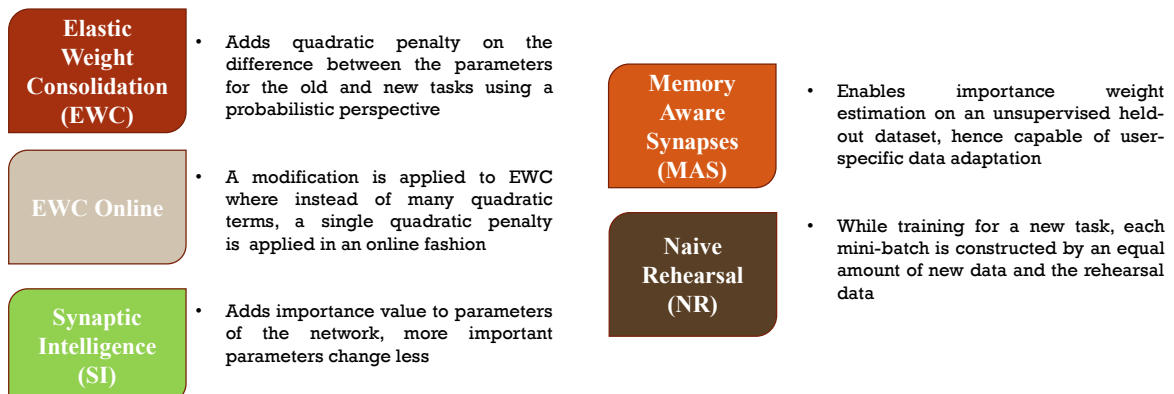 Elastic
Weight
Consolidation
(EWC)
• Adds quadratic penalty on the
difference between the parameters
for the old and new tasks using a
probabilistic perspective
EWC Online
• A modification is applied to EWC
where instead of many quadratic
terms, a single quadratic penalty
is applied in an online fashion
Synaptic
Intelligence
(SI)
• Adds importance value to parameters
of the network, more important
parameters change less
Memory
Aware
Synapses
(MAS)
• Enables importance weight
estimation on an unsupervised held-
out dataset, hence capable of user-
specific data adaptation
Naive
Rehearsal
(NR)
• While training for a new task, each
mini-batch is constructed by an equal
amount of new data and the rehearsal
data